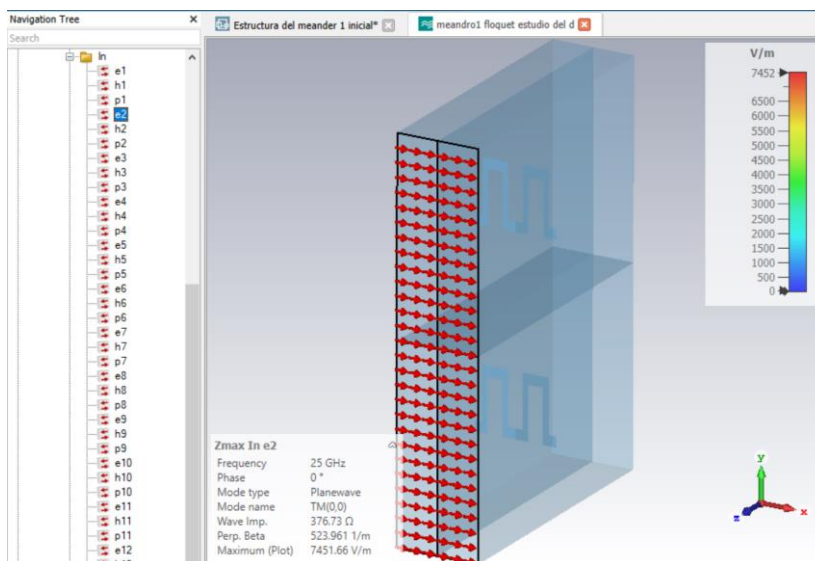 Navigation Tree ×
Search
Estructura del meander 1 inicial*
meandro1 floquet estudio del d
In
e1
h1
p1
e2
h2
p2
e3
h3
p3
e4
h4
p4
e5
h5
p5
e6
h6
p6
e7
h7
p7
e8
h8
p8
e9
h9
p9
e10
h10
p10
e11
h11
p11
e12
V/m
7452
6500
6000
5500
5000
4500
4000
3500
3000
2500
2000
1500
1000
500
0
Zmax In e2
Frequency 25 GHz
Phase 0 °
Mode type Planewave
Mode name TM(0,0)
Wave Imp. 376.73 Ω
Perp. Beta 523.961 1/m
Maximum (Plot) 7451.66 V/m
y
z
x